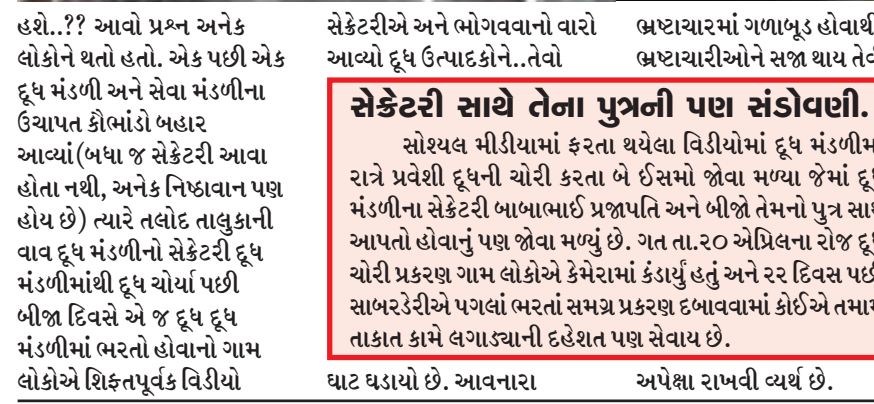 હશે..?? આવો પ્રશ્ન અનેક
લોકોને થતો હતો. એક પછી એક
દૂધ મંડળી અને સેવા મંડળીના
ઉચાપત કૌભાંડો બહાર
આવ્યાં(બધા જ સેક્રેટરી આવા
હોતા નથી, અનેક નિષ્ઠાવાન પણ
હોય છે) ત્યારે તલોદ તાલુકાની
વાવ દૂધ મંડળીનો સેક્રેટરી દૂધ
મંડળીમાંથી દૂધ ચોર્યા પછી
બીજા દિવસે એ જ દૂધ દૂધ
મંડળીમાં ભરતો હોવાનો ગામ
લોકોએ શિફ્તપૂર્વક વિડીયો
સેક્રેટરીએ અને ભોગવવાનો વારો
આવ્યો દૂધ ઉત્પાદકોને..તેવો
ઘાટ ઘડાયો છે. આવનારા
ભ્રષ્ટાચારમાં ગળાબૂડ હોવાથી
ભ્રષ્ટાચારીઓને સજા થાય તેવી
અપેક્ષા રાખવી વ્યર્થ છે.
સેક્રેટરી સાથે તેના પુત્રની પણ સંડોવણી.
સોશ્યલ મીડીયામાં ફરતા થયેલા વિડીયોમાં દૂધ
રાત્રે પ્રવેશી દૂધની ચોરી કરતા બે ઈસમો જોવા મળ્યા જેમાં
મંડળીના સેક્રેટરી બાબાભાઈ પ્રજાપતિ અને બીજો તેમનો પુત્ર
આપતો હોવાનું પણ જોવા મળ્યું છે. ગત તા.૨૦ એપ્રિલના રોજ
ચોરી પ્રકરણ ગામ લોકોએ કેમેરામાં કંડાર્યું હતું અને ૨૨ દિવસ
સાબરડેરીએ પગલાં ભરતાં સમગ્ર પ્રકરણ દબાવવામાં કોઈએ
તાકાત કામે લગાડ્યાની દહેશત પણ સેવાય છે.